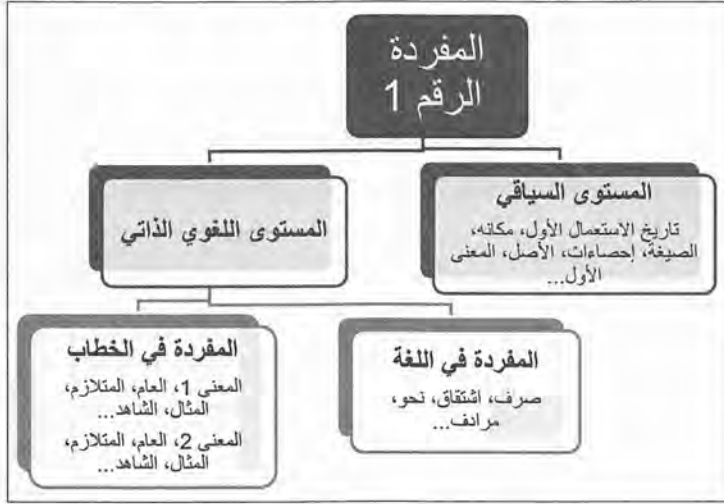 المفردة
الرقم 1
المستوى السياقي
تاريخ الاستعمال الأول، مكانه،
الصيغة، إحصاءات، الأصل، المعنى
الأول...
المستوى اللغوي الذاتي
المفردة في اللغة
صرف، اشتقاق، نحو،
مرادف...
المفردة في الخطاب
المعنى 1، العام، المتلازم،
المثال، الشاهد...
المعنى 2، العام، المتلازم،
المثال، الشاهد...